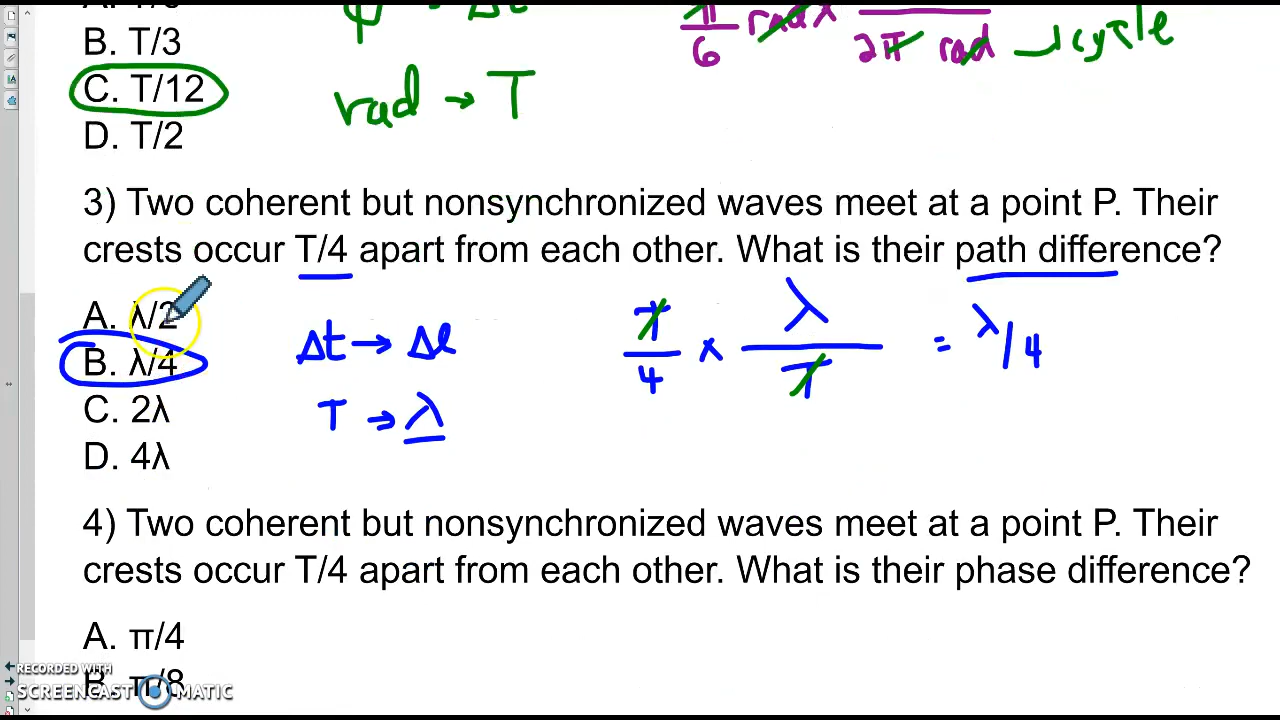 B. T/3
π/6 rad x
2π rad → 1 cycle
C. T/12
rad → T
D. T/2
3) Two coherent but nonsynchronized waves meet at a point P. Their
crests occur T/4 apart from each other. What is their path difference?
A. λ/2
T/4 x λ/T = λ/4
Δt → Δl
B. λ/4
C. 2λ
T → λ
D. 4λ
4) Two coherent but nonsynchronized waves meet at a point P. Their
crests occur T/4 apart from each other. What is their phase difference?
A. π/4
RECORDED WITH
B. π/8
SCREENCAST MATIC